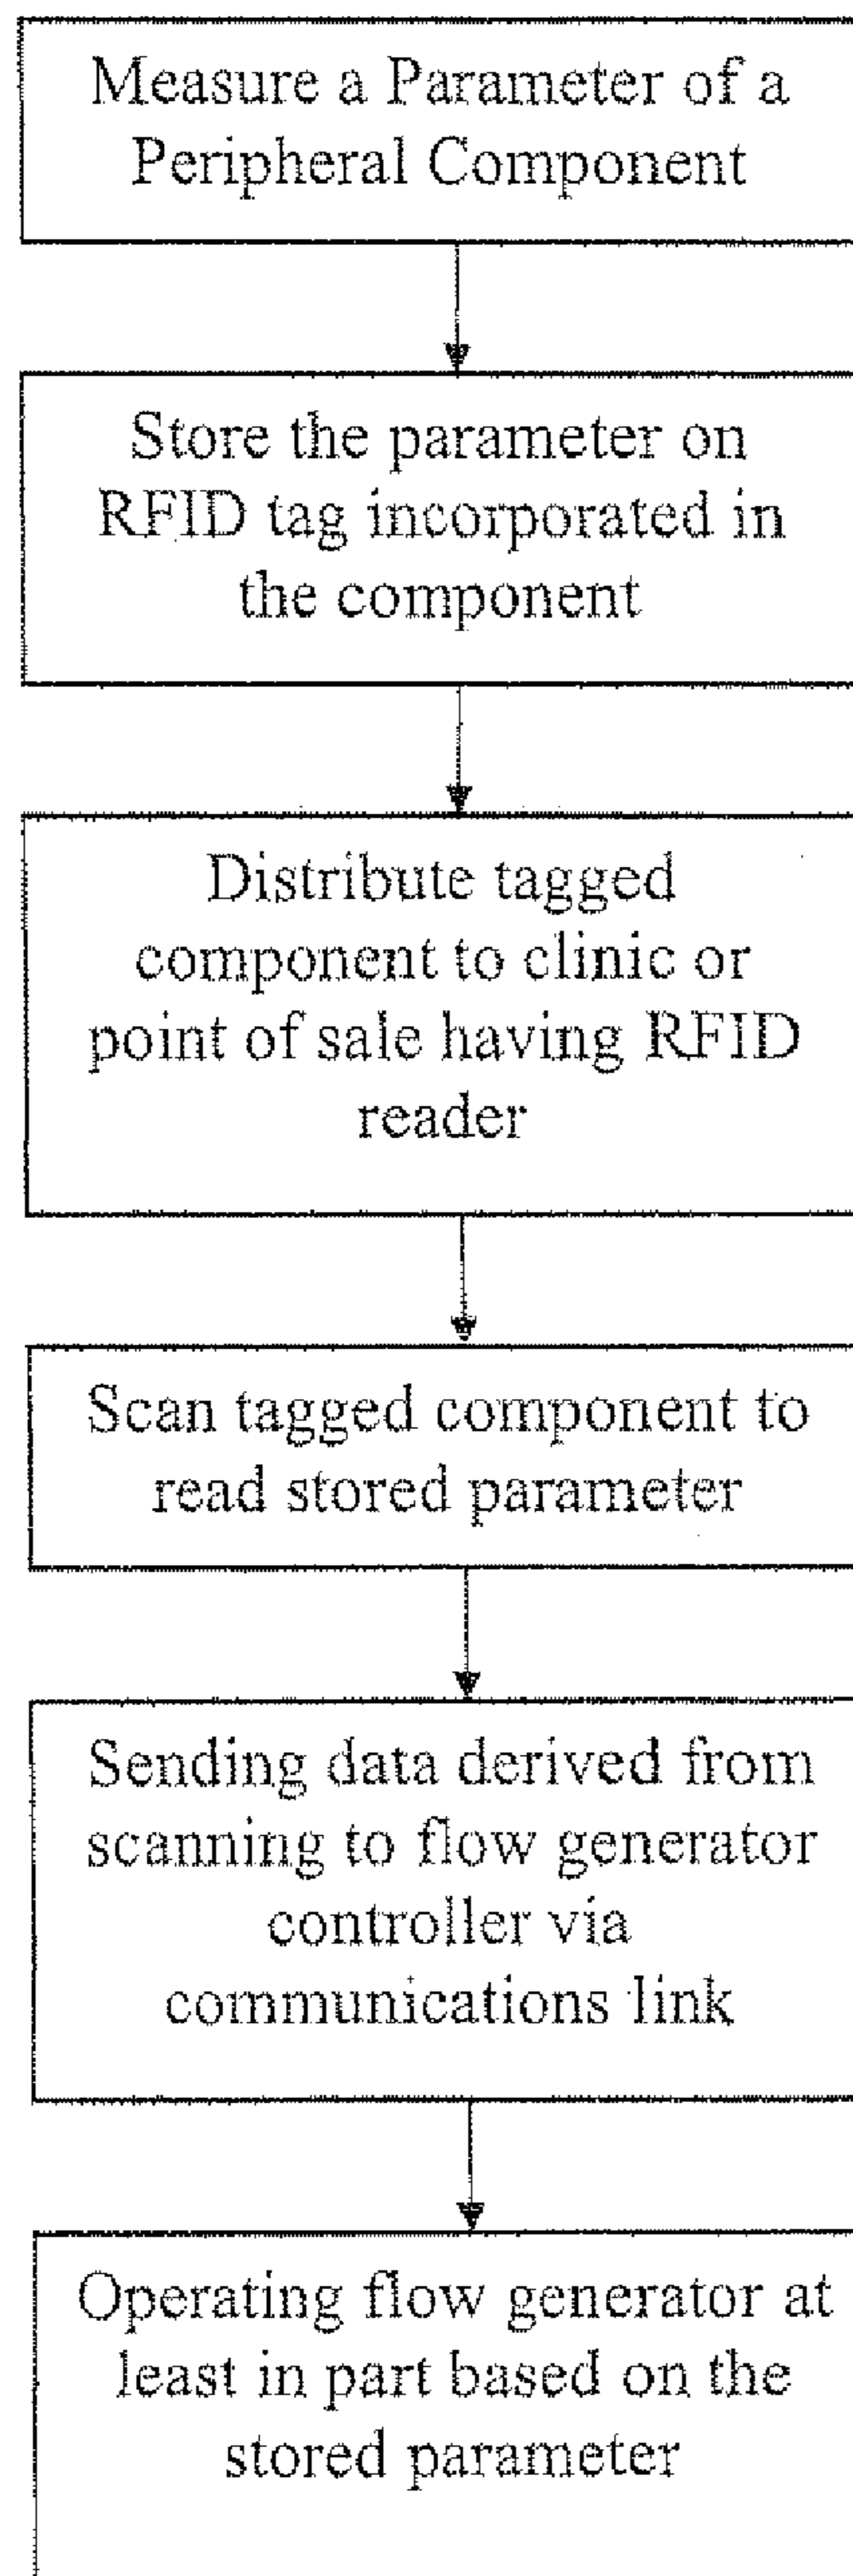 Measure a Parameter of a
Peripheral Component
Store the parameter on
RFID tag incorporated in
the component
Distribute tagged
component to clinic or
point of sale having RFID
reader
Scan tagged component to
read stored parameter
Sending data derived from
scanning to flow generator
controller via
communications link
Operating flow generator at
least in part based on the
stored parameter